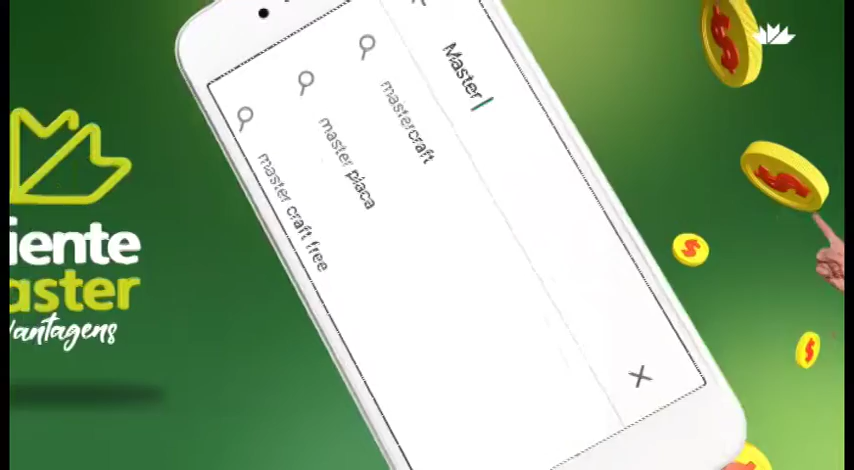 iente
aster
Vantagens
Master
mastercraft
master placa
master craft free